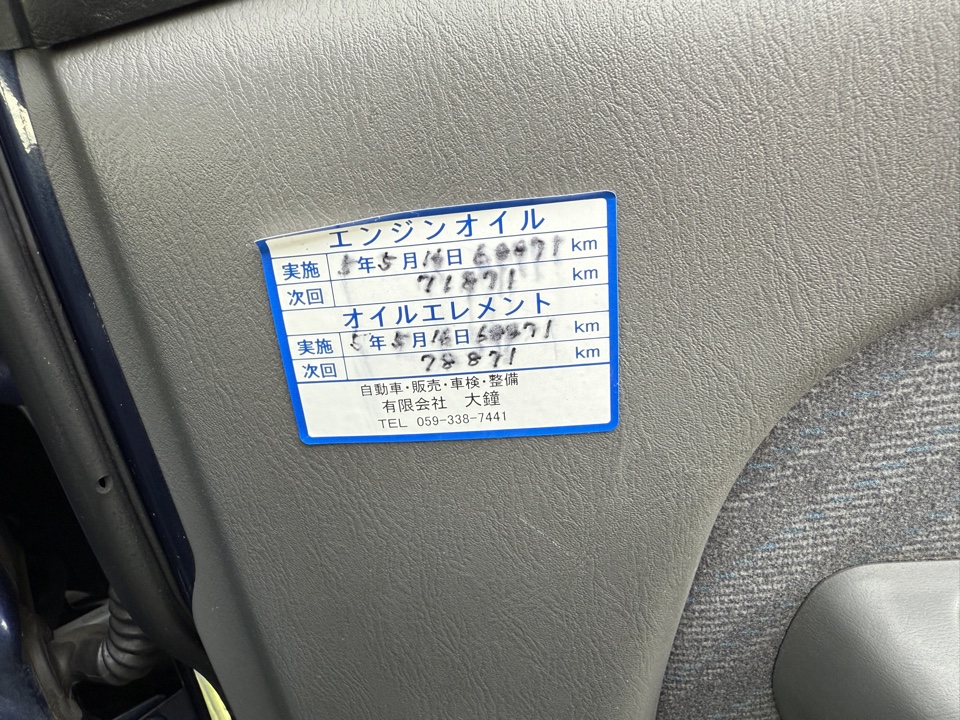 エンジンオイル
実施 5年5月16日 68871km
次回 71871 km
オイルエレメント
実施 5年5月16日 68871 km
次回 78871 km
自動車・販売・車検・整備
有限会社 大鐘
TEL 059-338-7441